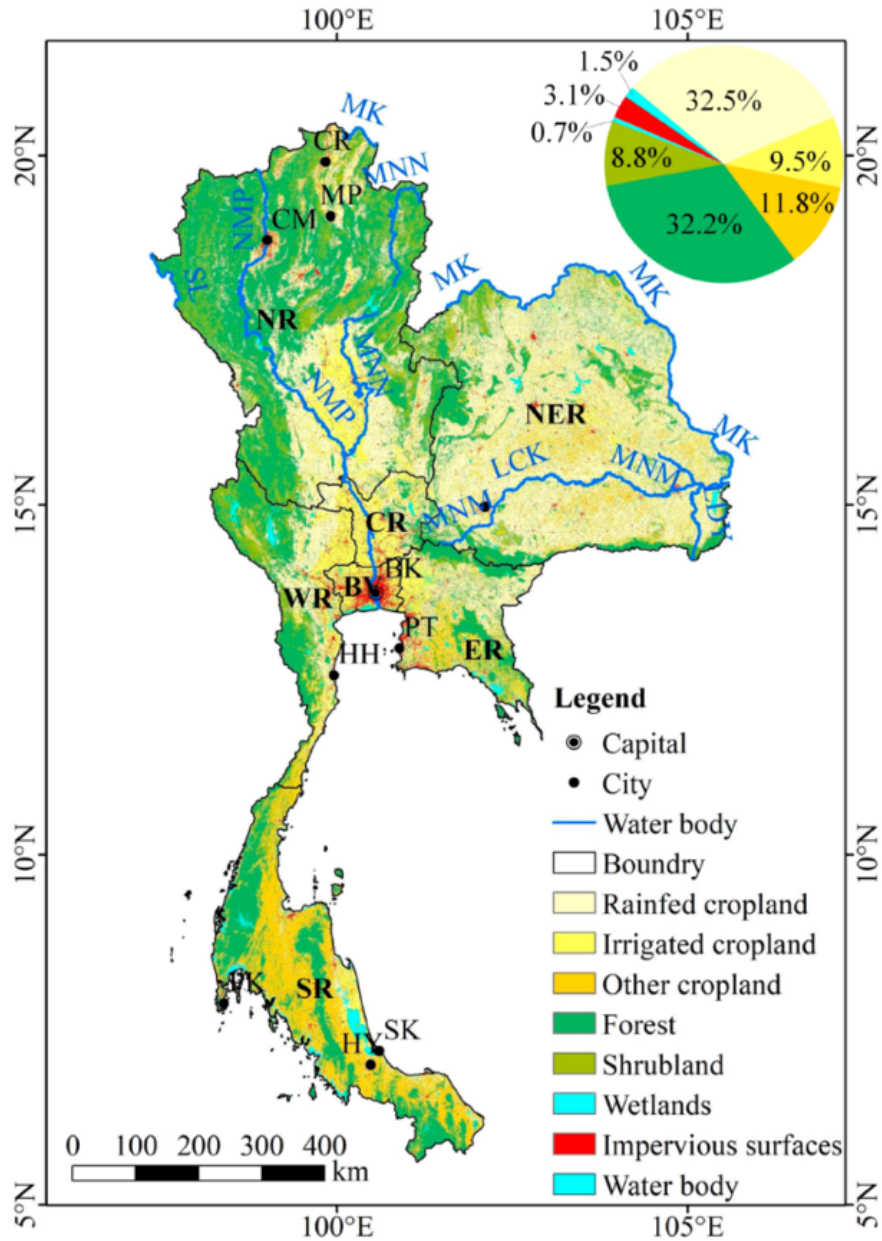 100°E
105°E
1.5%
3.1%
0.7%
8.8%
32.5%
9.5%
11.8%
32.2%
20°N
20°N
MK
CR
MNN
MP
NMP
CM
SL
MK
MK
NR
MNN
NMP
NER
MK
LCK
MNM
15°N
15°N
MNM
CR
BK
BV
WR
PT
ER
HH
Legend
Capital
City
Water body
Boundry
Rainfed cropland
Irrigated cropland
Other cropland
Forest
Shrubland
Wetlands
Impervious surfaces
Water body
10°N
10°N
PK
SR
SK
HY
0 100 200 300 400
km
5°N
5°N
100°E
105°E